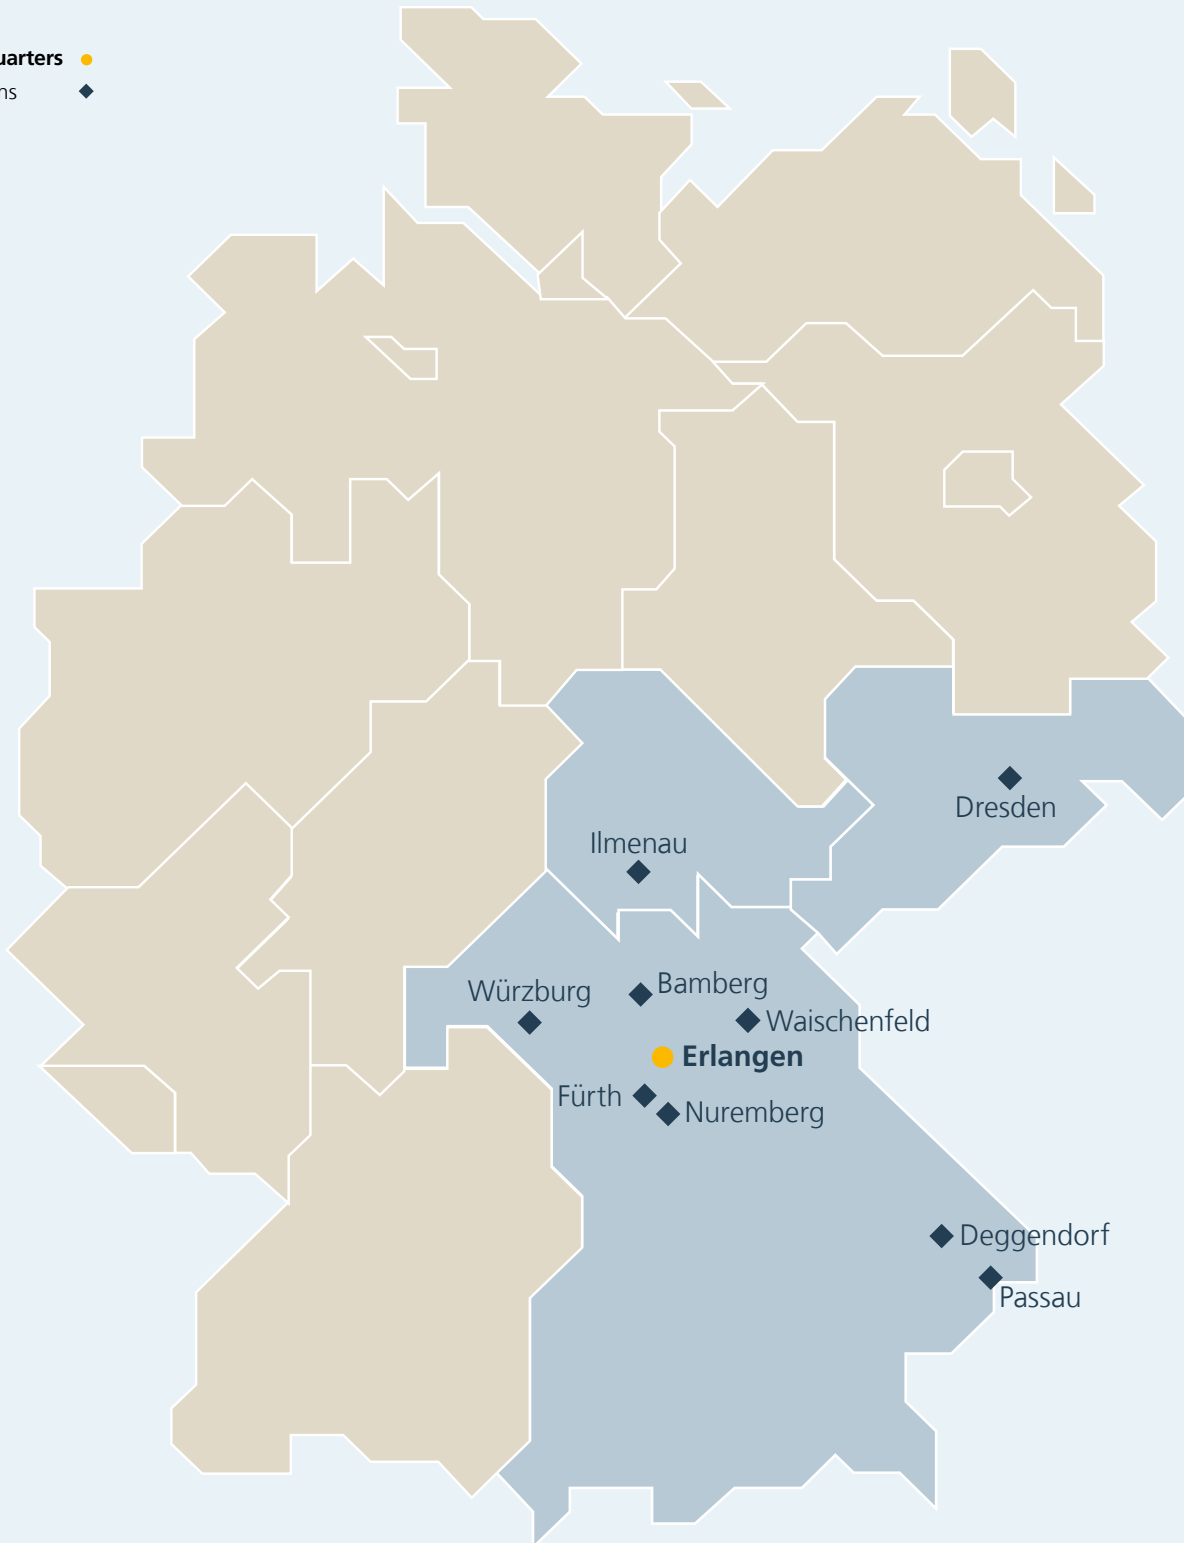 uarters
ns
Dresden
Ilmenau
Bamberg
Würzburg
Waischenfeld
Erlangen
Fürth
Nuremberg
Deggendorf
Passau